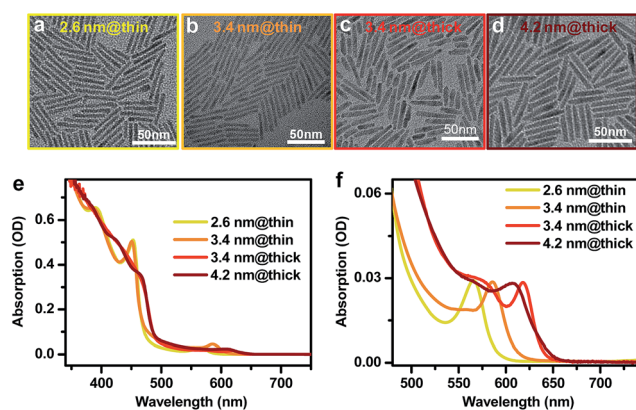 a 2.6 nm@thin
50nm
b 3.4 nm@thin
50nm
c 3.4 nm@thick
50nm
d 4.2 nm@thick
50nm
e
Absorption (OD)
0.6
0.4
0.2
0.0
2.6 nm@thin
3.4 nm@thin
3.4 nm@thick
4.2 nm@thick
400 500 600 700
Wavelength (nm)
f
Absorption (OD)
0.06
0.03
0.00
2.6 nm@thin
3.4 nm@thin
3.4 nm@thick
4.2 nm@thick
500 550 600 650 700
Wavelength (nm)